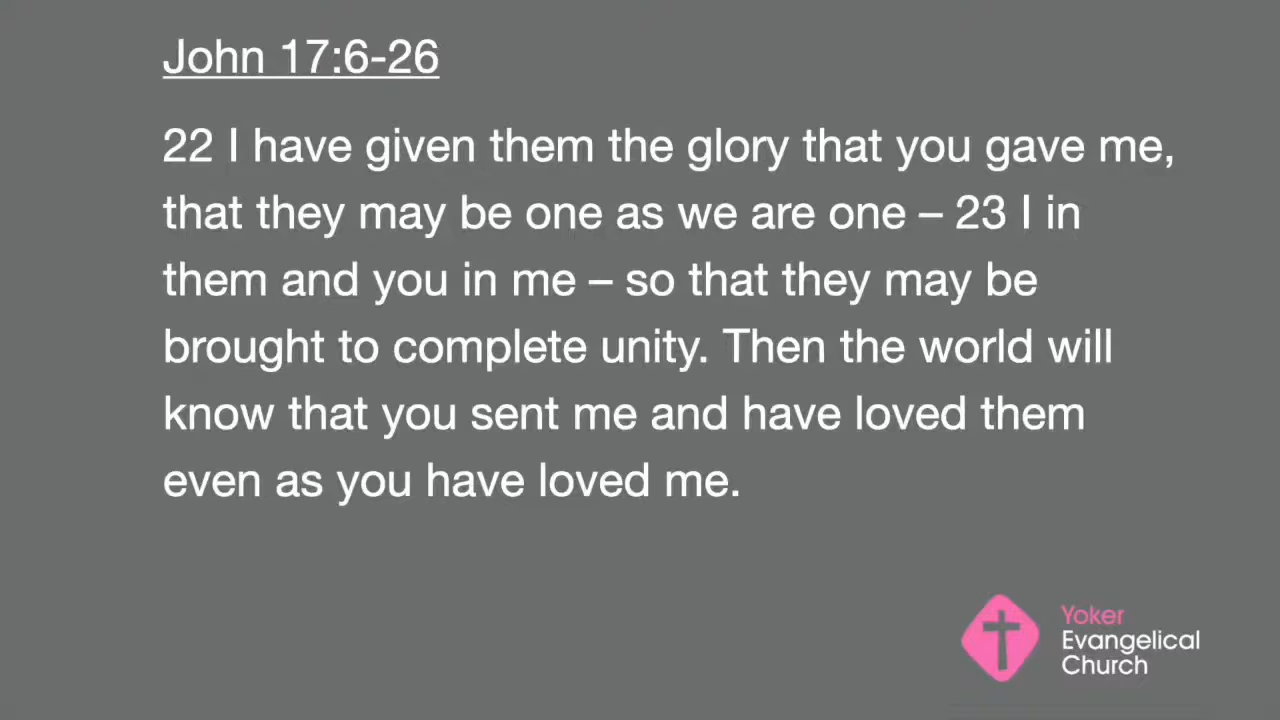 John 17:6-26
22 I have given them the glory that you gave me,
that they may be one as we are one – 23 I in
them and you in me – so that they may be
brought to complete unity. Then the world will
know that you sent me and have loved them
even as you have loved me.
Yoker
Evangelical
Church